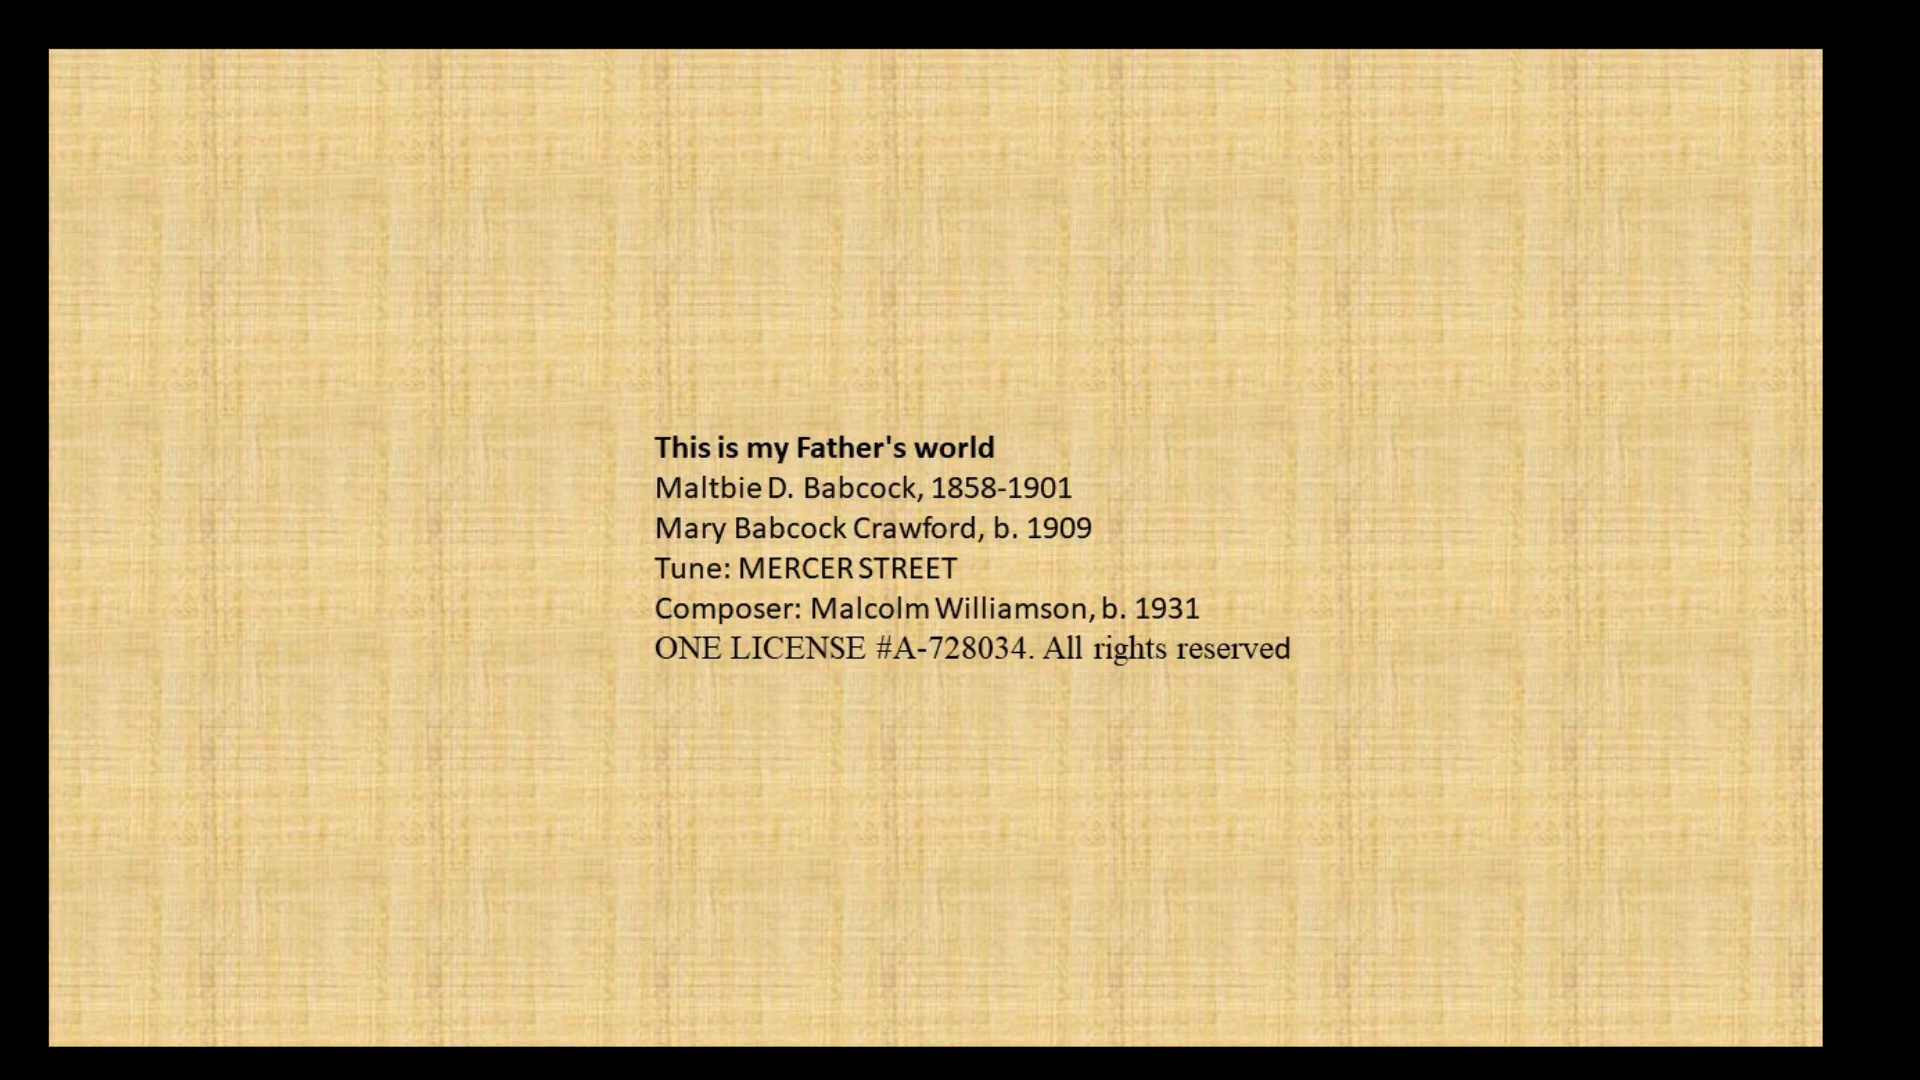 This is my Father's world
Maltbie D. Babcock, 1858-1901
Mary Babcock Crawford, b. 1909
Tune: MERCER STREET
Composer: Malcolm Williamson, b. 1931
ONE LICENSE #A-728034. All rights reserved